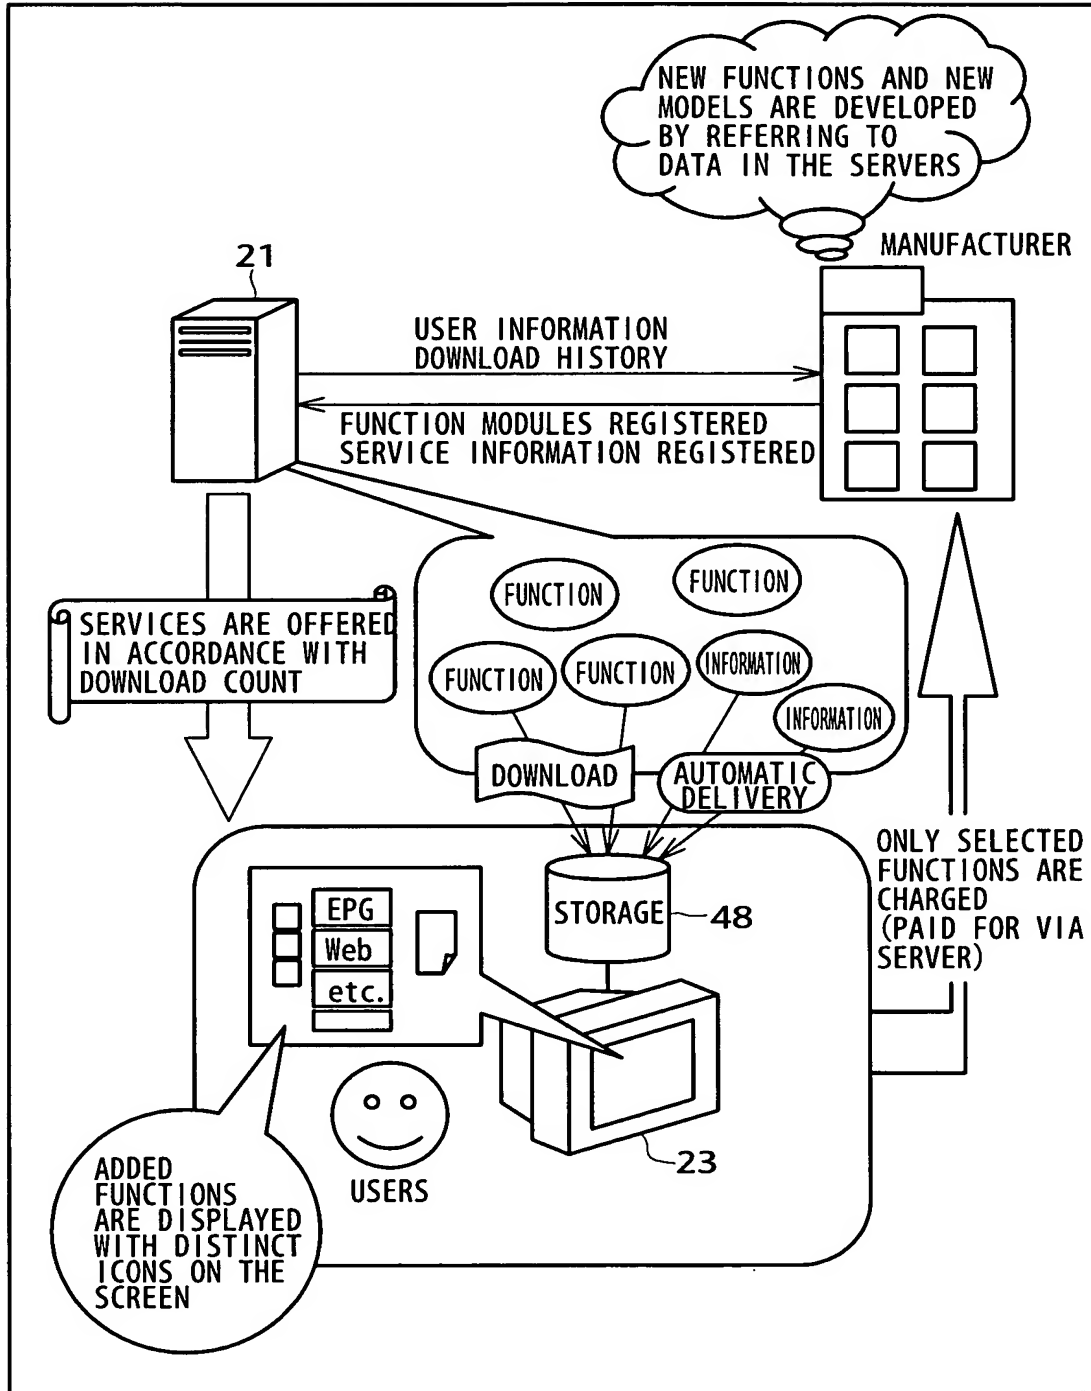 NEW FUNCTIONS AND NEW
MODELS ARE DEVELOPED
BY REFERRING TO
DATA IN THE SERVERS
MANUFACTURER
21
USER INFORMATION
DOWNLOAD HISTORY
FUNCTION MODULES REGISTERED
SERVICE INFORMATION REGISTERED
SERVICES ARE OFFERED
IN ACCORDANCE WITH
DOWNLOAD COUNT
FUNCTION
FUNCTION
FUNCTION
FUNCTION
INFORMATION
INFORMATION
DOWNLOAD
AUTOMATIC
DELIVERY
ONLY SELECTED
FUNCTIONS ARE
CHARGED
(PAID FOR VIA
SERVER)
STORAGE
48
EPG
Web
etc.
23
USERS
ADDED
FUNCTIONS
ARE DISPLAYED
WITH DISTINCT
ICONS ON THE
SCREEN